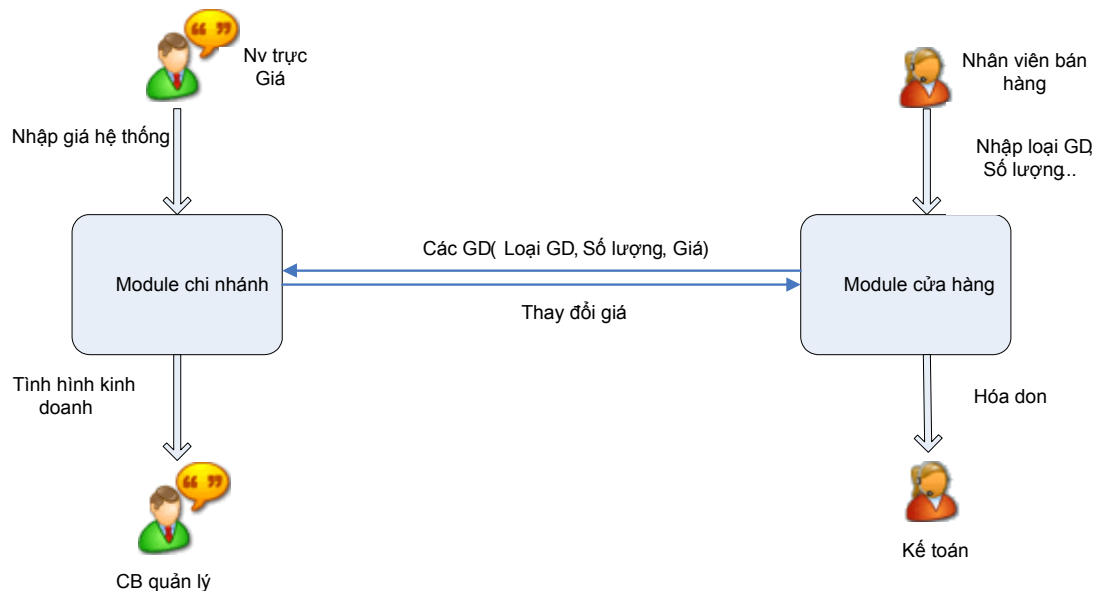 Nv trực
Giá
Nhân viên bán
hàng
Nhập giá hệ thống
Nhập loại GD,
Số lượng...
Các GD( Loại GD, Số lượng, Giá)
Module chi nhánh
Module cửa hàng
Thay đổi giá
Tình hình kinh
doanh
Hóa don
Kế toán
CB quản lý